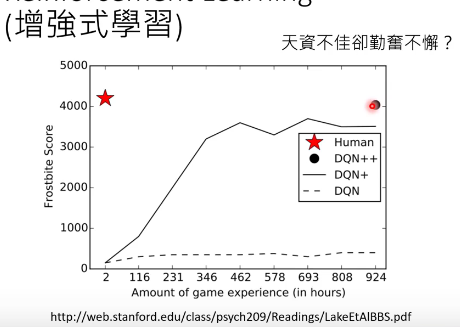 (增強式學習)
天資不佳卻勤奮不懈？
5000
4000
3000
2000
1000
0
Frostbite Score
Human
DQN++
DQN+
DQN
2 116 231 346 462 578 693 808 924
Amount of game experience (in hours)
http://web.stanford.edu/class/psych209/Readings/LakeEtAlBBS.pdf